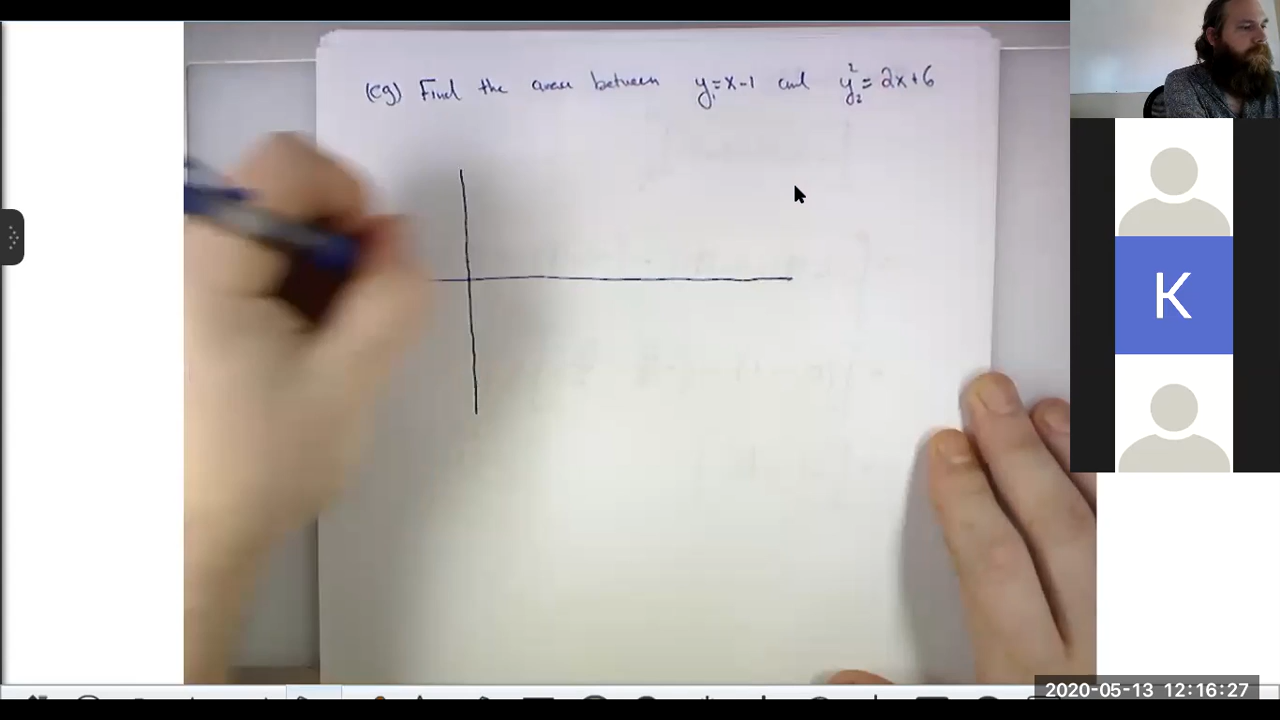 (eg) Find the area between y₁=x-1 and y₂²=2x+6
K
2020-05-13 12:16:27